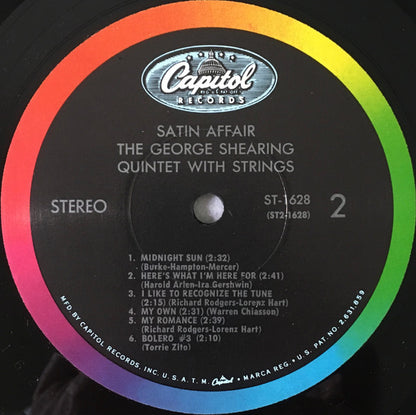 Capitol
RECORDS
SATIN AFFAIR
THE GEORGE SHEARING
QUINTET WITH STRINGS
STEREO
ST-1628
(ST2-1628)
2
1. MIDNIGHT SUN (2:32)
(Burke-Hampton-Mercer)
2. HERE'S WHAT I'M HERE FOR (2:41)
(Harold Arlen-Ira Gershwin)
3. I LIKE TO RECOGNIZE THE TUNE
(2:15) (Richard Rodgers-Lorenz Hart)
4. MY OWN (2:31) (Warren Chiasson)
5. MY ROMANCE (2:39)
(Richard Rodgers-Lorenz Hart)
6. BOLERO #3 (2:10)
(Torrie Zito)
MFD. BY CAPITOL RECORDS, INC. U.S.A. T.M. Capitol • MARCA REG. • U.S. PAT. NO. 2,631,859